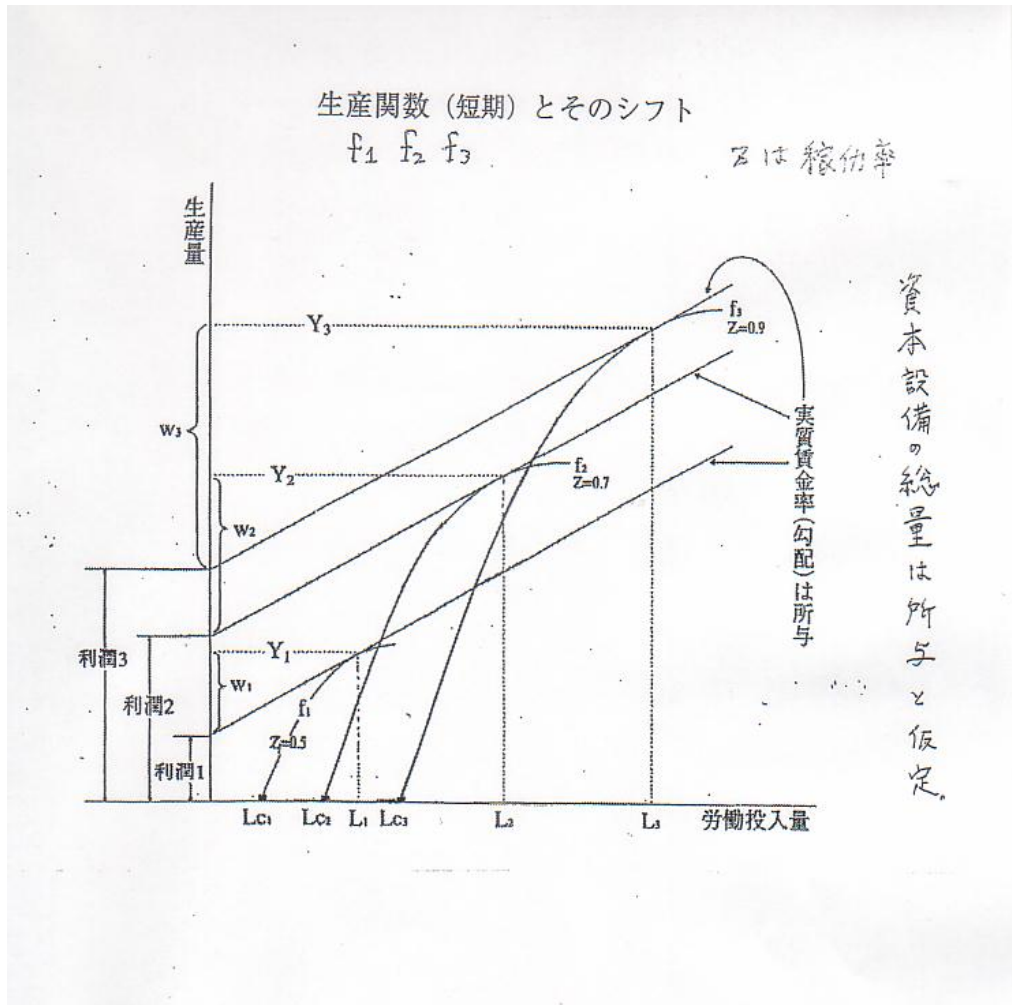 生産関数（短期）とそのシフト
f1 f2 f3
Zは稼仂率
生産量
Y3
f3
Z=0.9
W3
Y2
f2
Z=0.7
W2
実質賃金率（勾配）は所与
資本設備の総量は所与と仮定。
利潤3
Y1
W1
利潤2
f1
Z=0.5
利潤1
LC1 LC2 L1 LC3 L2 L3 労働投入量